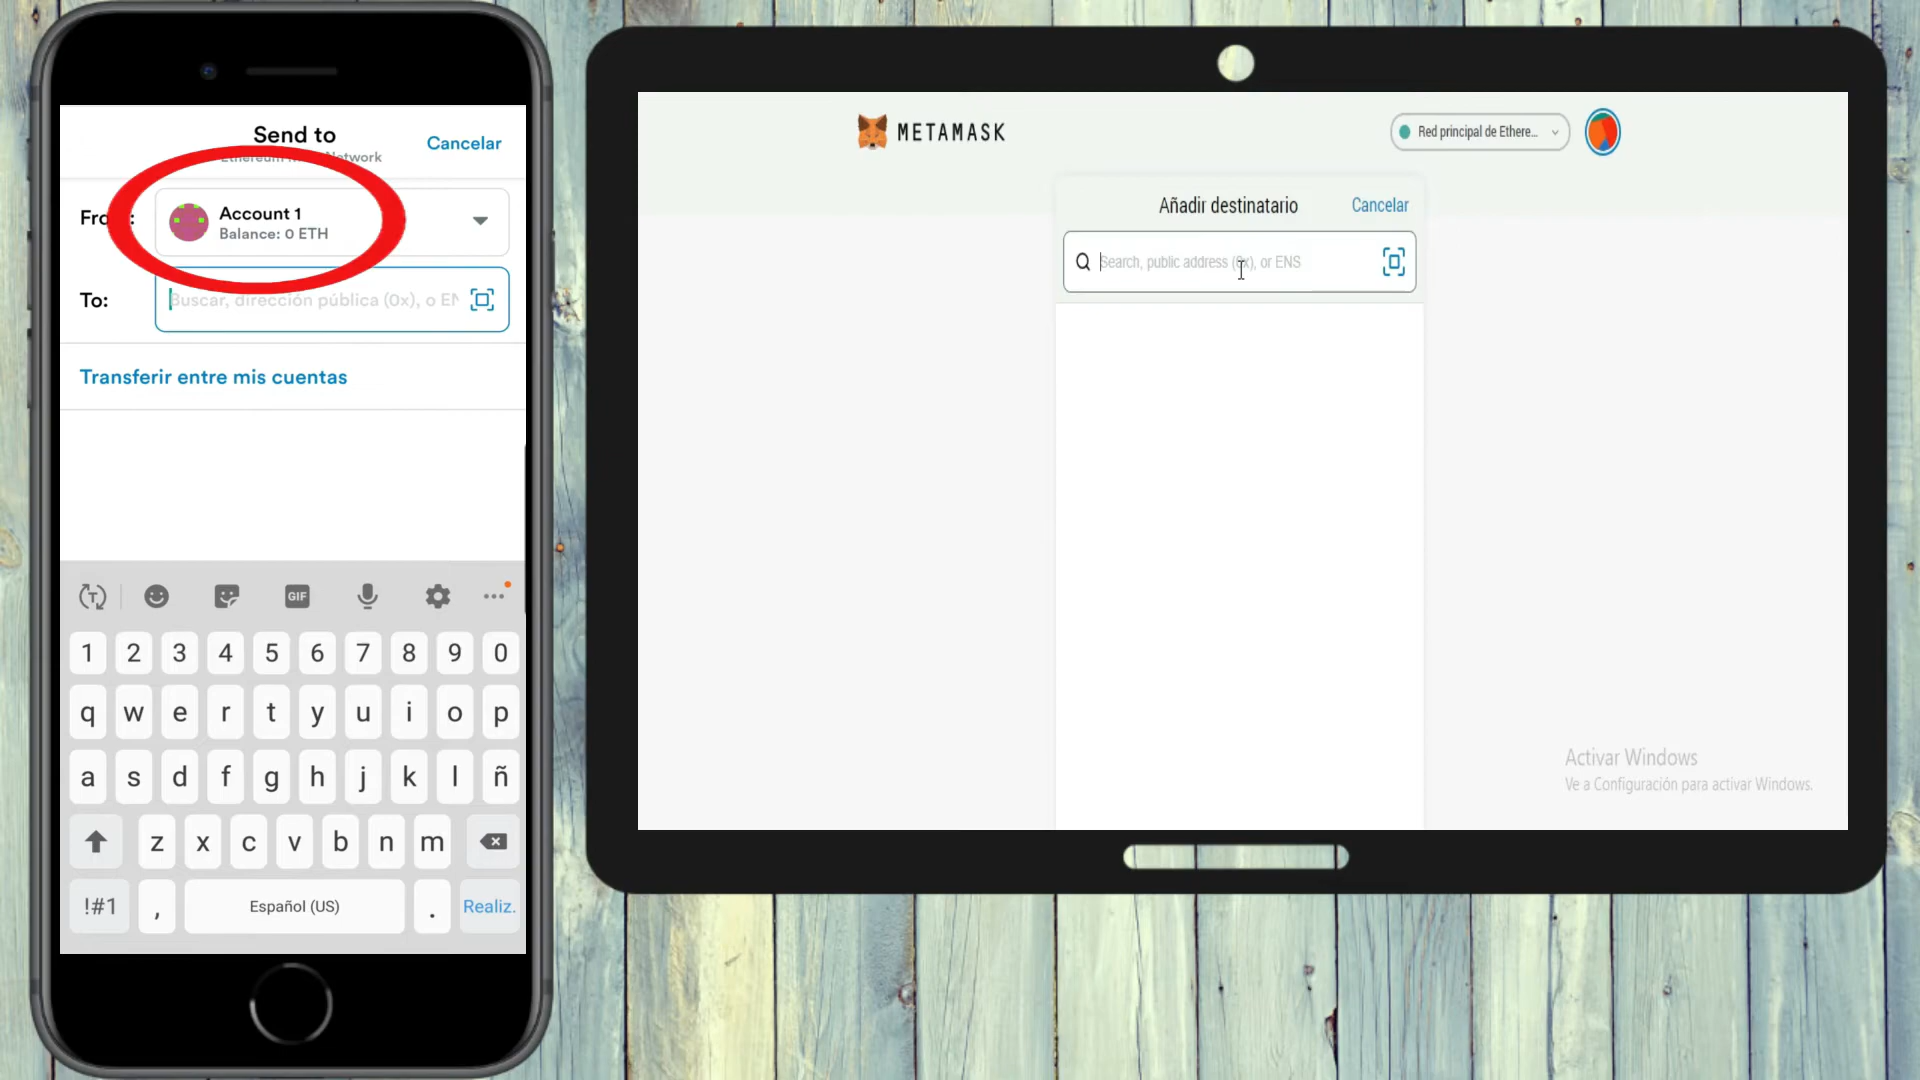 Send to
Cancelar
Network
Account 1
Balance: 0 ETH
To:
Buscar, dirección pública (0x), o EN
Transferir entre mis cuentas
GIF
1 2 3 4 5 6 7 8 9 0
q w e r t y u i o p
a s d f g h j k l ñ
z x c v b n m
!#1 , Español (US) . Realiz.
METAMASK
Red principal de Ethere...
Añadir destinatario
Cancelar
Search, public address (0x), or ENS
Activar Windows
Ve a Configuración para activar Windows.